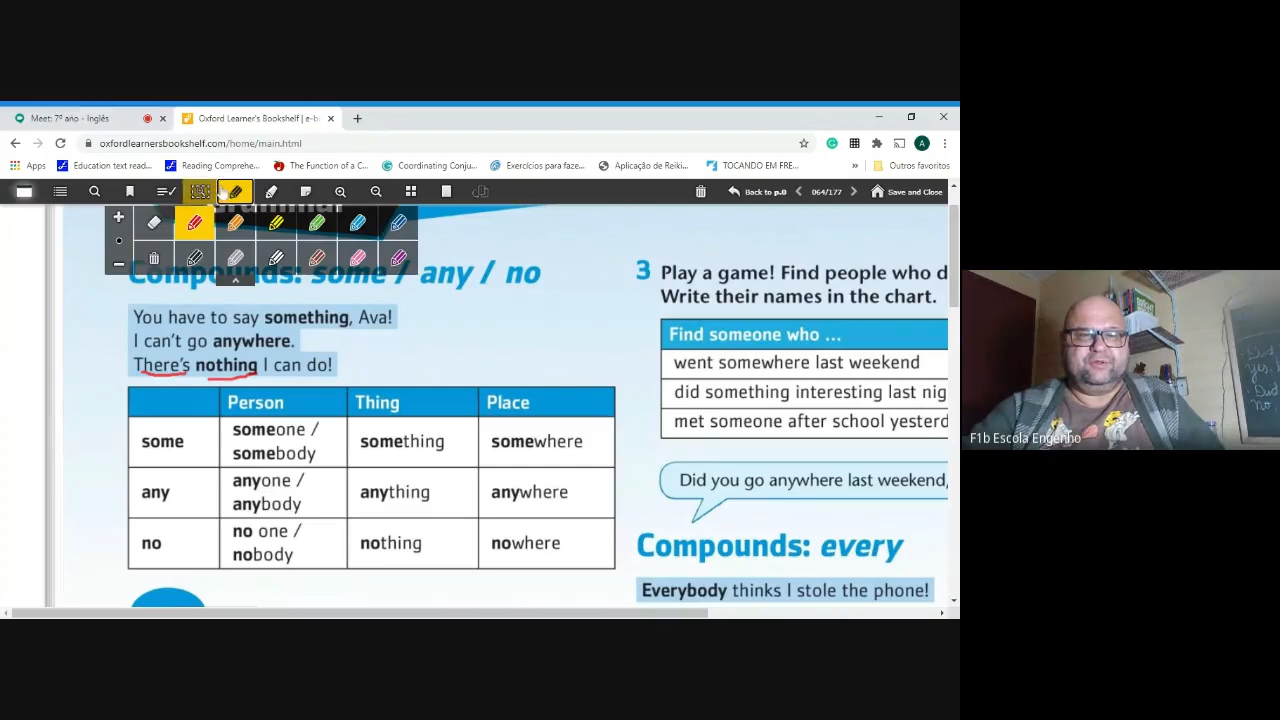 Meet: 7º ano - Inglês
Oxford Learner's Bookshelf | e-b
oxfordlearnersbookshelf.com/home/main.html
A
Apps
Education text read...
Reading Comprehe...
The Function of a C...
Coordinating Conju...
Exercícios para faze...
Aplicação de Reiki...
TOCANDO EM FRE...
»
Outros favoritos
Back to p.0
064/177
Save and Close
Grammar
Compounds: some / any / no
You have to say something, Ava!
I can't go anywhere.
There's nothing I can do!
Person Thing Place
some someone / somebody something somewhere
any anyone / anybody anything anywhere
no no one / nobody nothing nowhere
3 Play a game! Find people who d
Write their names in the chart.
Find someone who ...
went somewhere last weekend
did something interesting last nig
met someone after school yesterd
Did you go anywhere last weekend,
Compounds: every
Everybody thinks I stole the phone!
F1b Escola Engenho